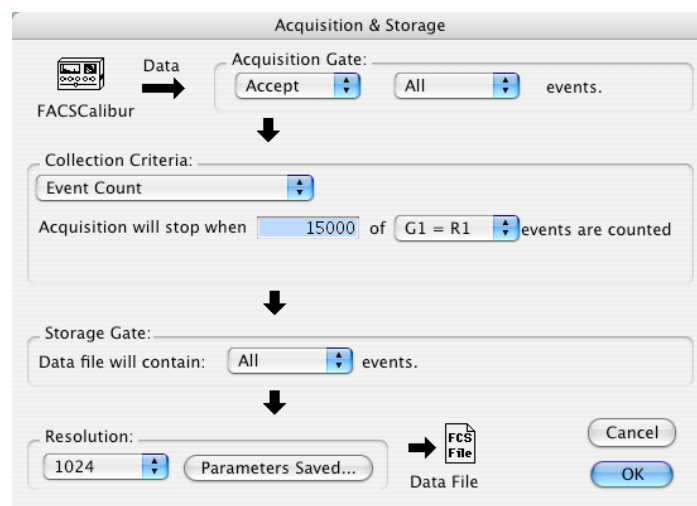 Acquisition & Storage
FACSCalibur
Data
Acquisition Gate:
Accept All events.
Collection Criteria:
Event Count
Acquisition will stop when 15000 of G1 = R1 events are counted
Storage Gate:
Data file will contain: All events.
Resolution:
1024 Parameters Saved...
FCS
File
Data File
Cancel
OK